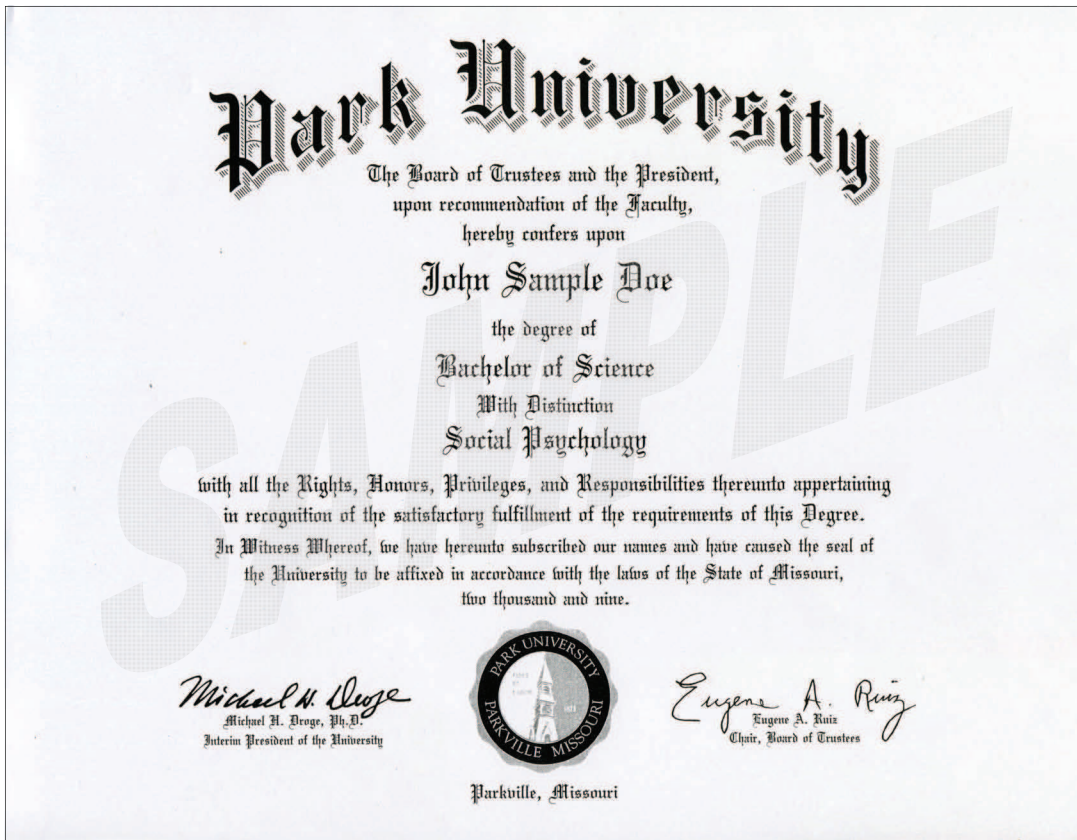 Park University
The Board of Trustees and the President,
upon recommendation of the Faculty,
hereby confers upon
John Sample Doe
the degree of
Bachelor of Science
With Distinction
Social Psychology
with all the Rights, Honors, Privileges, and Responsibilities thereunto appertaining
in recognition of the satisfactory fulfillment of the requirements of this Degree.
In Witness Whereof, we have hereunto subscribed our names and have caused the seal of
the University to be affixed in accordance with the laws of the State of Missouri,
two thousand and nine.
SAMPLE
PARK UNIVERSITY
PARKVILLE MISSOURI
Michael H. Droge
Michael H. Droge, Ph.D.
Interim President of the University
Eugene A. Ruiz
Eugene A. Ruiz
Chair, Board of Trustees
Parkville, Missouri